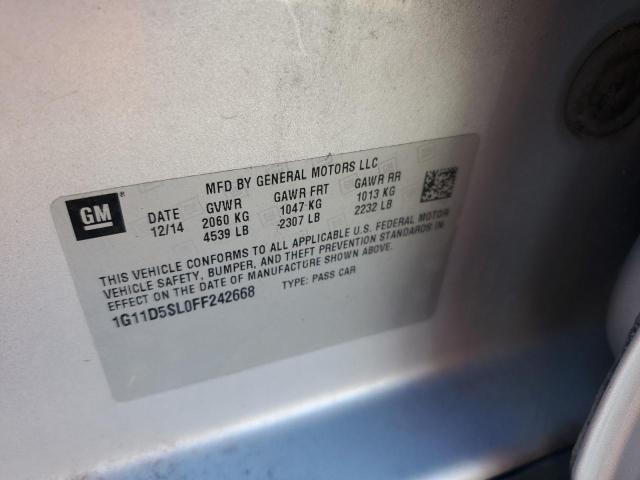 MFD BY GENERAL MOTORS LLC
GM
DATE GVWR GAWR FRT GAWR RR
12/14 2060 KG 1047 KG 1013 KG
4539 LB 2307 LB 2232 LB
THIS VEHICLE CONFORMS TO ALL APPLICABLE U.S. FEDERAL MOTOR
VEHICLE SAFETY, BUMPER, AND THEFT PREVENTION STANDARDS IN
EFFECT ON THE DATE OF MANUFACTURE SHOWN ABOVE.
1G11D5SL0FF242668 TYPE: PASS CAR